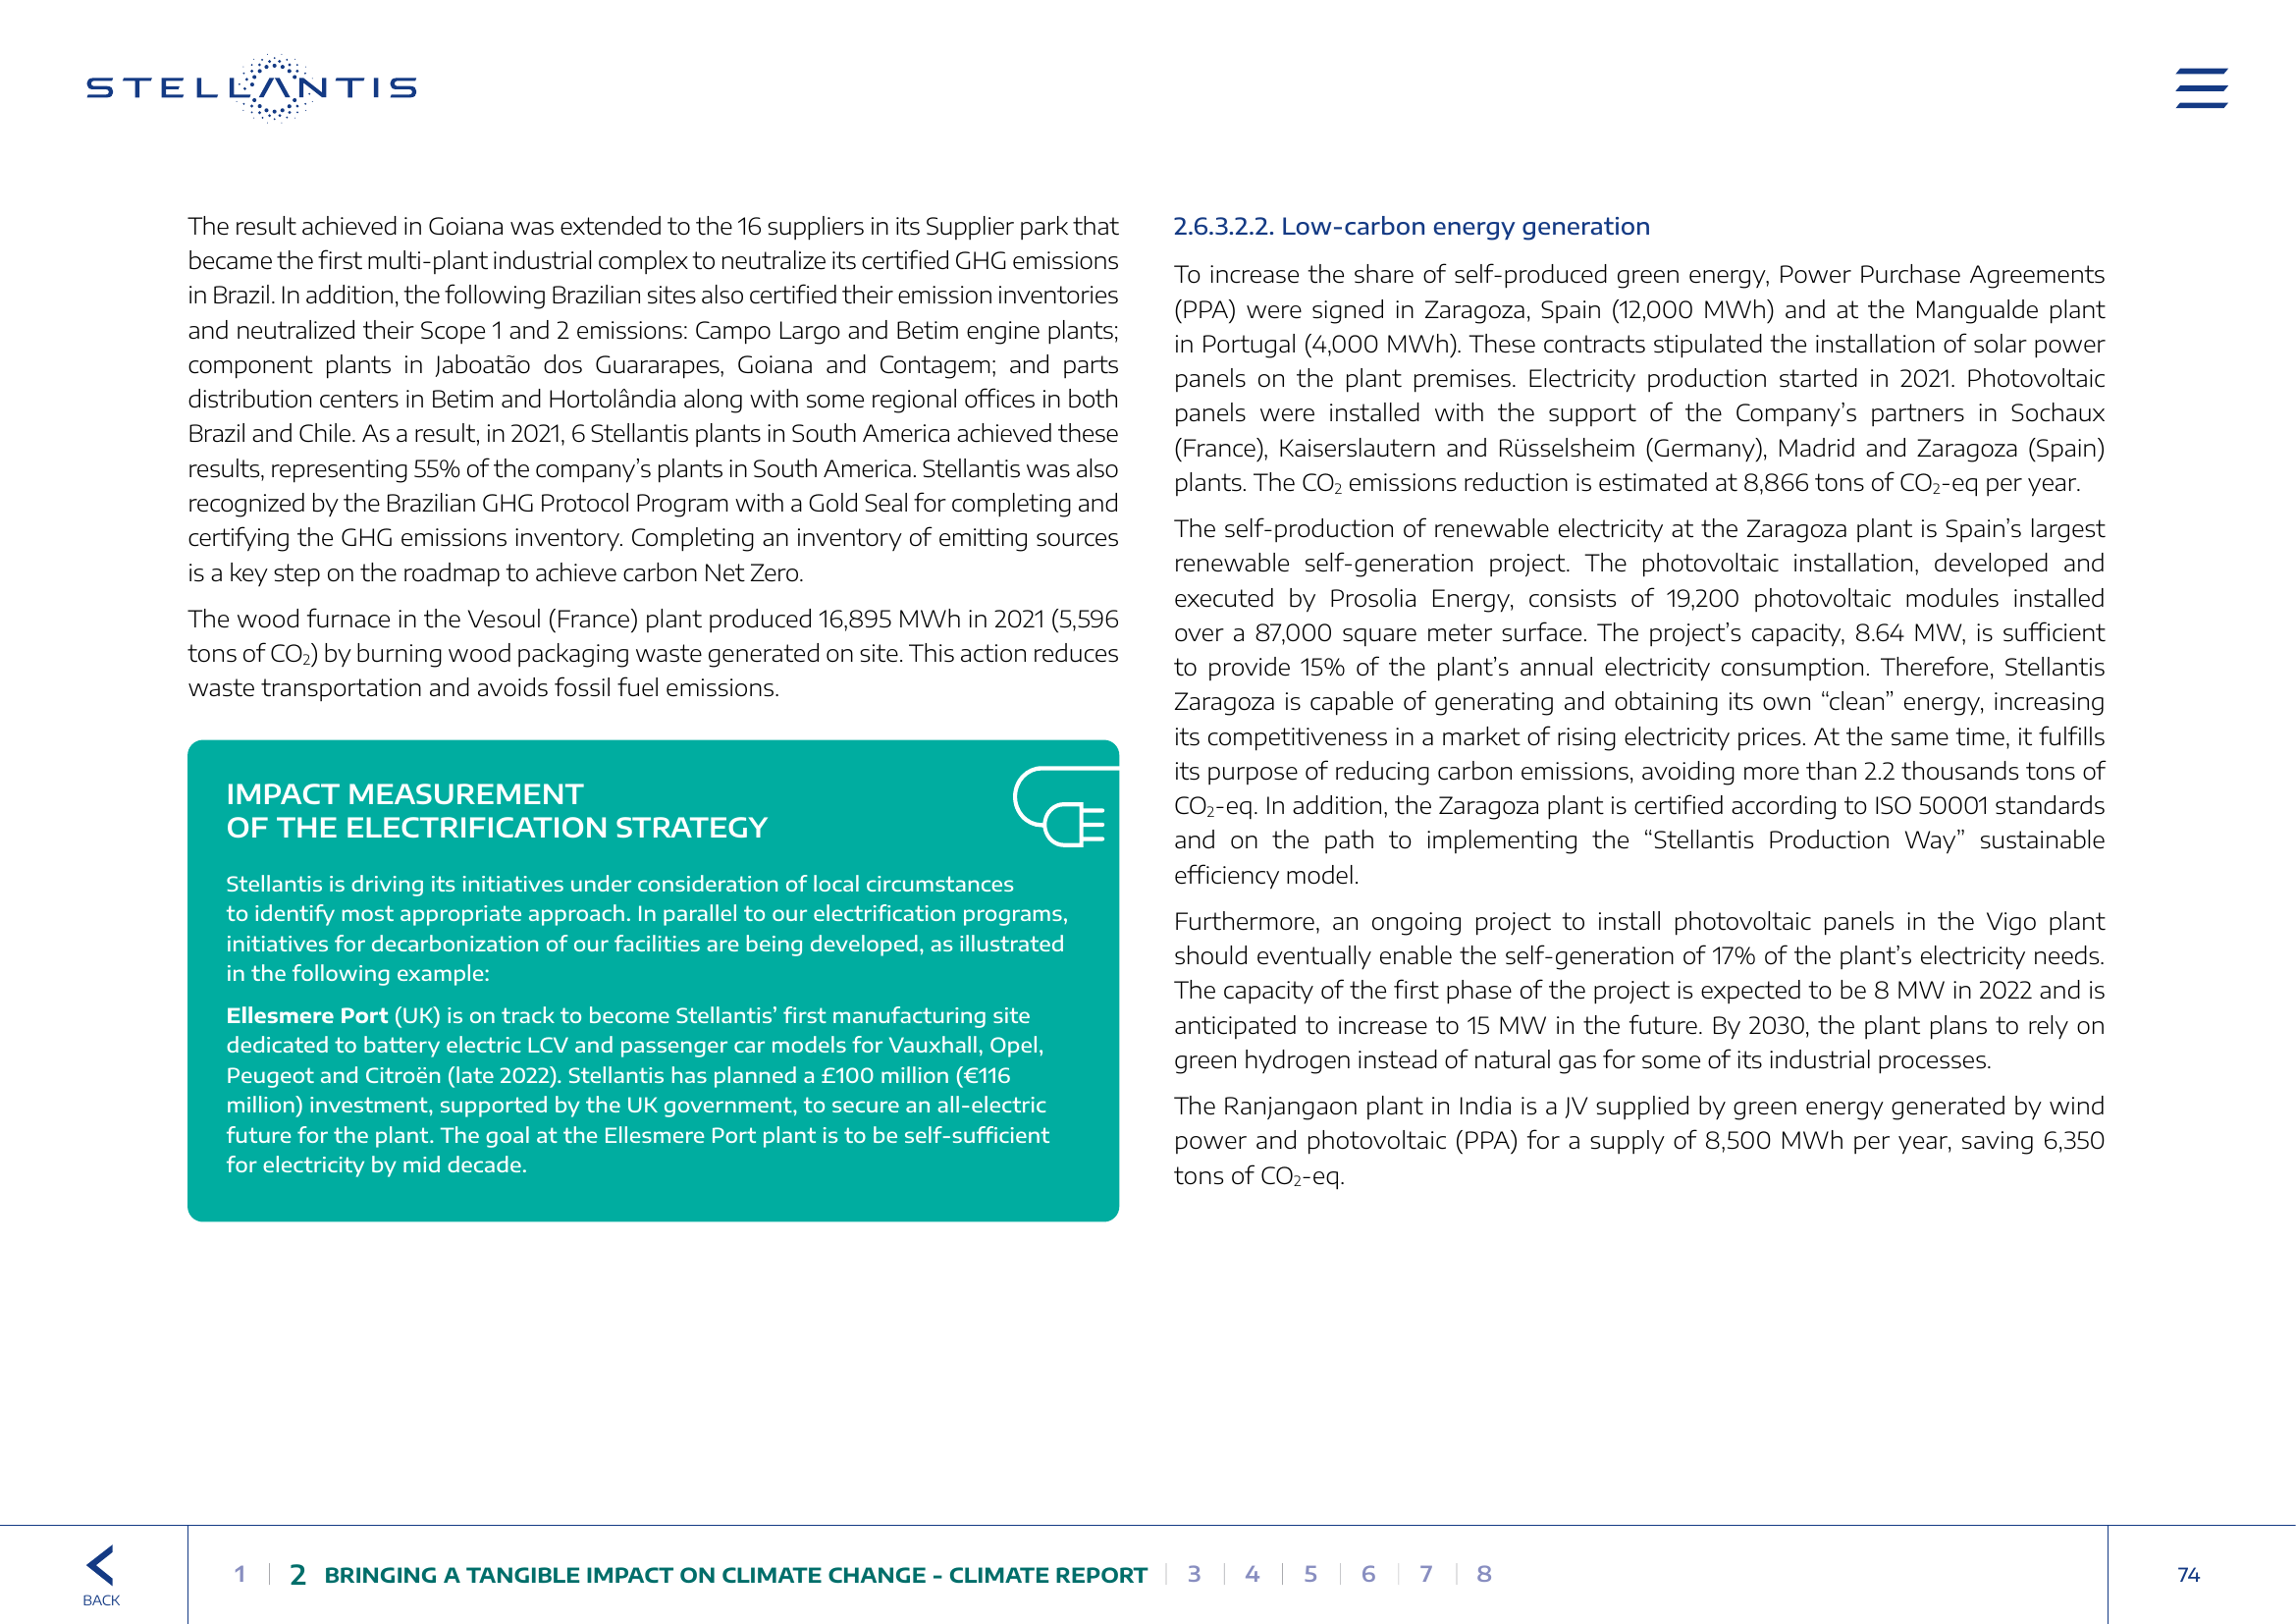 STELLANTIS
The result achieved in Goiana was extended to the 16 suppliers in its Supplier park that
became the first multi-plant industrial complex to neutralize its certified GHG emissions
in Brazil. In addition, the following Brazilian sites also certified their emission inventories
and neutralized their Scope 1 and 2 emissions: Campo Largo and Betim engine plants;
component plants in Jaboatão dos Guararapes, Goiana and Contagem; and parts
distribution centers in Betim and Hortolândia along with some regional offices in both
Brazil and Chile. As a result, in 2021, 6 Stellantis plants in South America achieved these
results, representing 55% of the company's plants in South America. Stellantis was also
recognized by the Brazilian GHG Protocol Program with a Gold Seal for completing and
certifying the GHG emissions inventory. Completing an inventory of emitting sources
is a key step on the roadmap to achieve carbon Net Zero.
The wood furnace in the Vesoul (France) plant produced 16,895 MWh in 2021 (5,596
tons of CO₂) by burning wood packaging waste generated on site. This action reduces
waste transportation and avoids fossil fuel emissions.
IMPACT MEASUREMENT
OF THE ELECTRIFICATION STRATEGY
Stellantis is driving its initiatives under consideration of local circumstances
to identify most appropriate approach. In parallel to our electrification programs,
initiatives for decarbonization of our facilities are being developed, as illustrated
in the following example:
Ellesmere Port (UK) is on track to become Stellantis' first manufacturing site
dedicated to battery electric LCV and passenger car models for Vauxhall, Opel,
Peugeot and Citroën (late 2022). Stellantis has planned a £100 million (€116
million) investment, supported by the UK government, to secure an all-electric
future for the plant. The goal at the Ellesmere Port plant is to be self-sufficient
for electricity by mid decade.
2.6.3.2.2. Low-carbon energy generation
To increase the share of self-produced green energy, Power Purchase Agreements
(PPA) were signed in Zaragoza, Spain (12,000 MWh) and at the Mangualde plant
in Portugal (4,000 MWh). These contracts stipulated the installation of solar power
panels on the plant premises. Electricity production started in 2021. Photovoltaic
panels were installed with the support of the Company's partners in Sochaux
(France), Kaiserslautern and Rüsselsheim (Germany), Madrid and Zaragoza (Spain)
plants. The CO₂ emissions reduction is estimated at 8,866 tons of CO₂-eq per year.
The self-production of renewable electricity at the Zaragoza plant is Spain's largest
renewable self-generation project. The photovoltaic installation, developed and
executed by Prosolia Energy, consists of 19,200 photovoltaic modules installed
over a 87,000 square meter surface. The project's capacity, 8.64 MW, is sufficient
to provide 15% of the plant's annual electricity consumption. Therefore, Stellantis
Zaragoza is capable of generating and obtaining its own “clean” energy, increasing
its competitiveness in a market of rising electricity prices. At the same time, it fulfills
its purpose of reducing carbon emissions, avoiding more than 2.2 thousands tons of
CO₂-eq. In addition, the Zaragoza plant is certified according to ISO 50001 standards
and on the path to implementing the “Stellantis Production Way” sustainable
efficiency model.
Furthermore, an ongoing project to install photovoltaic panels in the Vigo plant
should eventually enable the self-generation of 17% of the plant's electricity needs.
The capacity of the first phase of the project is expected to be 8 MW in 2022 and is
anticipated to increase to 15 MW in the future. By 2030, the plant plans to rely on
green hydrogen instead of natural gas for some of its industrial processes.
The Ranjangaon plant in India is a JV supplied by green energy generated by wind
power and photovoltaic (PPA) for a supply of 8,500 MWh per year, saving 6,350
tons of CO₂-eq.
BACK
1 2 BRINGING A TANGIBLE IMPACT ON CLIMATE CHANGE - CLIMATE REPORT 3 4 5 6 7 8
74